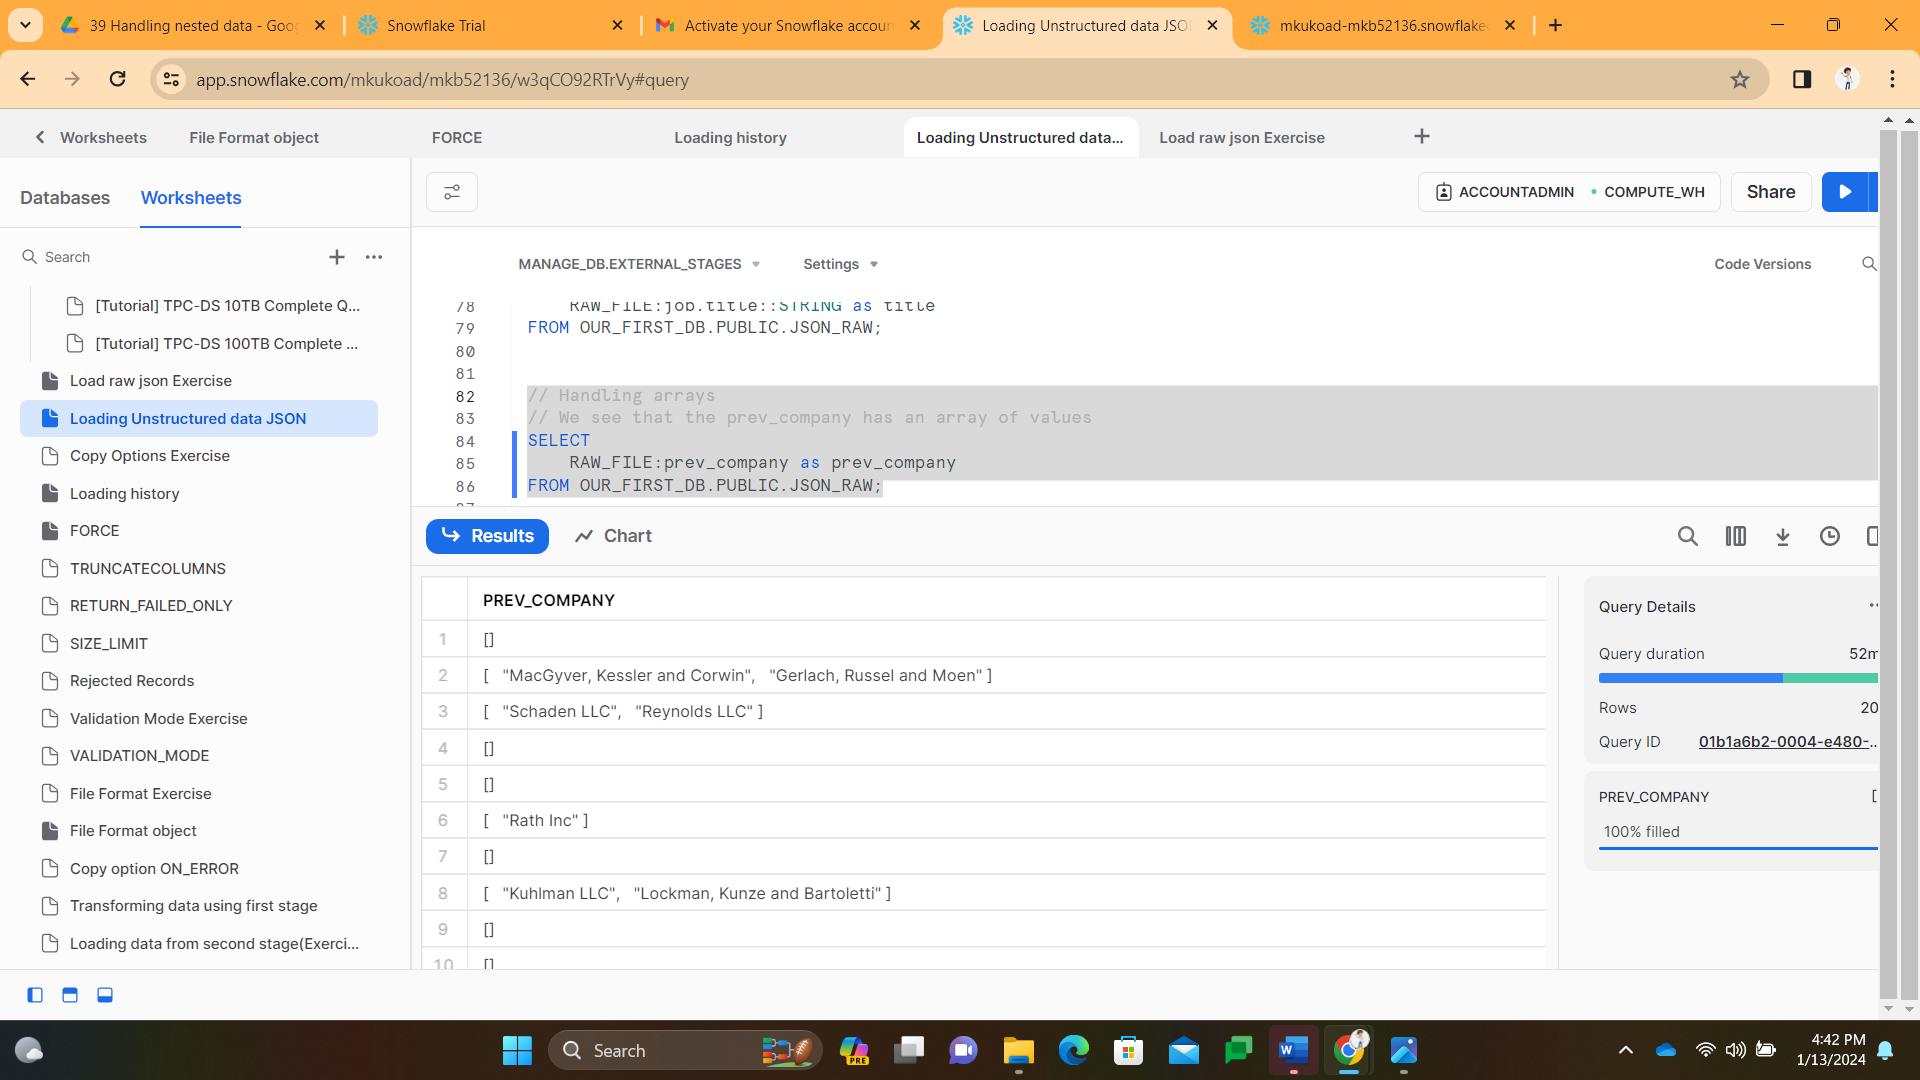 39 Handling nested data - Goo
Snowflake Trial
Activate your Snowflake accoun
Loading Unstructured data JSO
mkukoad-mkb52136.snowflake
app.snowflake.com/mkukoad/mkb52136/w3qCO92RTrVy#query
Worksheets
File Format object
FORCE
Loading history
Loading Unstructured data...
Load raw json Exercise
Databases
Worksheets
ACCOUNTADMIN
COMPUTE_WH
Share
Search
MANAGE_DB.EXTERNAL_STAGES
Settings
Code Versions
[Tutorial] TPC-DS 10TB Complete Q...
[Tutorial] TPC-DS 100TB Complete ...
Load raw json Exercise
Loading Unstructured data JSON
Copy Options Exercise
Loading history
FORCE
TRUNCATECOLUMNS
RETURN_FAILED_ONLY
SIZE_LIMIT
Rejected Records
Validation Mode Exercise
VALIDATION_MODE
File Format Exercise
File Format object
Copy option ON_ERROR
Transforming data using first stage
Loading data from second stage(Exerci...
78 RAW_FILE:job.title::STRING as title
79 FROM OUR_FIRST_DB.PUBLIC.JSON_RAW;
80
81
82 // Handling arrays
83 // We see that the prev_company has an array of values
84 SELECT
85 RAW_FILE:prev_company as prev_company
86 FROM OUR_FIRST_DB.PUBLIC.JSON_RAW;
87
Results
Chart
PREV_COMPANY
1 []
2 [ "MacGyver, Kessler and Corwin", "Gerlach, Russel and Moen" ]
3 [ "Schaden LLC", "Reynolds LLC" ]
4 []
5 []
6 [ "Rath Inc" ]
7 []
8 [ "Kuhlman LLC", "Lockman, Kunze and Bartoletti" ]
9 []
10 []
Query Details
Query duration 52m
Rows 20
Query ID 01b1a6b2-0004-e480-...
PREV_COMPANY
100% filled
Search
PRE
4:42 PM
1/13/2024